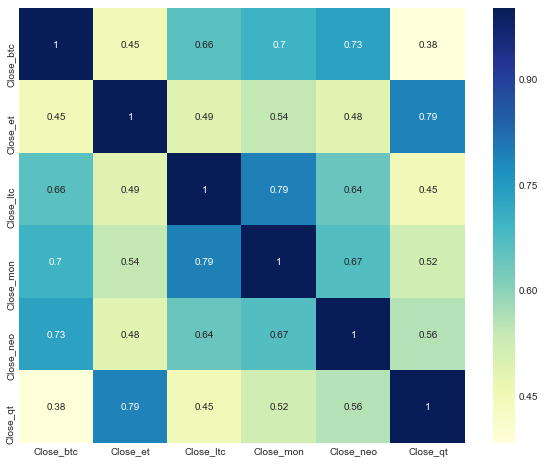 Close_btc 1 0.45 0.66 0.7 0.73 0.38
Close_et 0.45 1 0.49 0.54 0.48 0.79
Close_ltc 0.66 0.49 1 0.79 0.64 0.45
Close_mon 0.7 0.54 0.79 1 0.67 0.52
Close_neo 0.73 0.48 0.64 0.67 1 0.56
Close_qt 0.38 0.79 0.45 0.52 0.56 1
Close_btc Close_et Close_ltc Close_mon Close_neo Close_qt
0.90
0.75
0.60
0.45